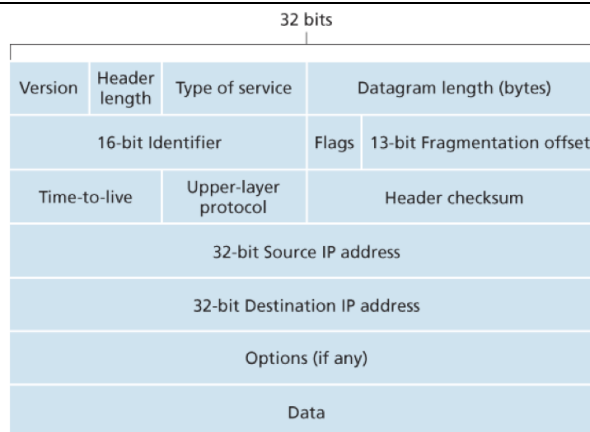 32 bits
Version
Header
length
Type of service
Datagram length (bytes)
16-bit Identifier
Flags
13-bit Fragmentation offset
Time-to-live
Upper-layer
protocol
Header checksum
32-bit Source IP address
32-bit Destination IP address
Options (if any)
Data